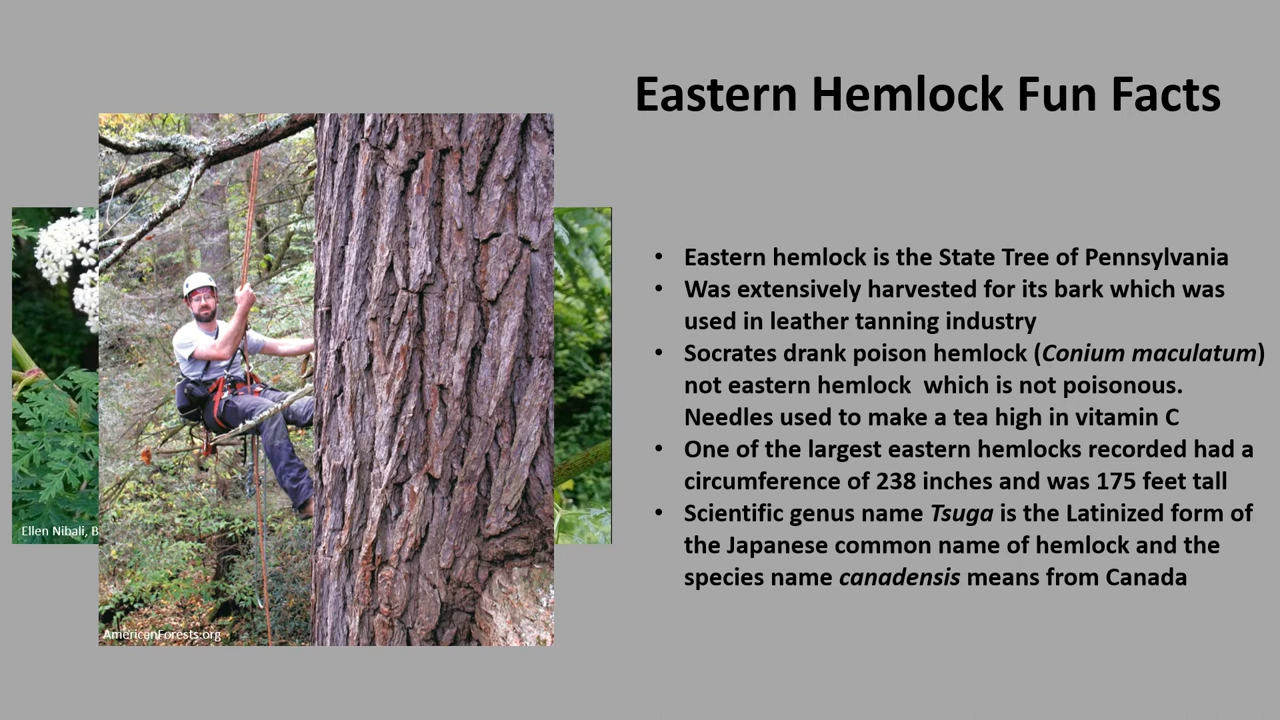 Eastern Hemlock Fun Facts
• Eastern hemlock is the State Tree of Pennsylvania
• Was extensively harvested for its bark which was
used in leather tanning industry
• Socrates drank poison hemlock (Conium maculatum)
not eastern hemlock  which is not poisonous.
Needles used to make a tea high in vitamin C
• One of the largest eastern hemlocks recorded had a
circumference of 238 inches and was 175 feet tall
• Scientific genus name Tsuga is the Latinized form of
the Japanese common name of hemlock and the
species name canadensis means from Canada
Ellen Nibali, B
AmericanForests.org